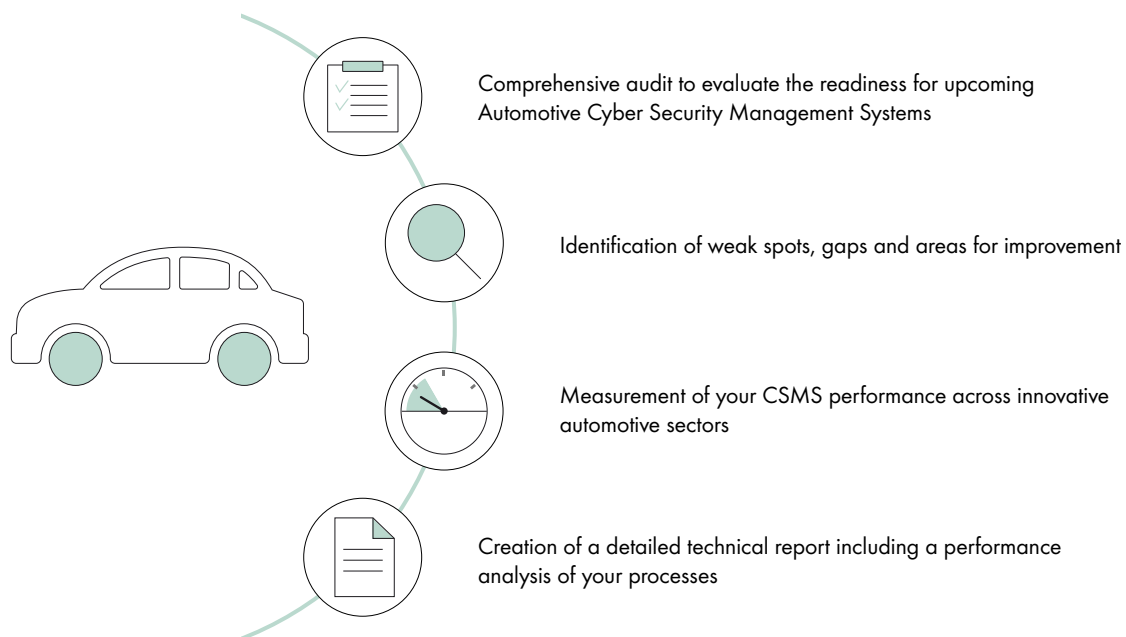 Comprehensive audit to evaluate the readiness for upcoming
Automotive Cyber Security Management Systems
Identification of weak spots, gaps and areas for improvement
Measurement of your CSMS performance across innovative
automotive sectors
Creation of a detailed technical report including a performance
analysis of your processes